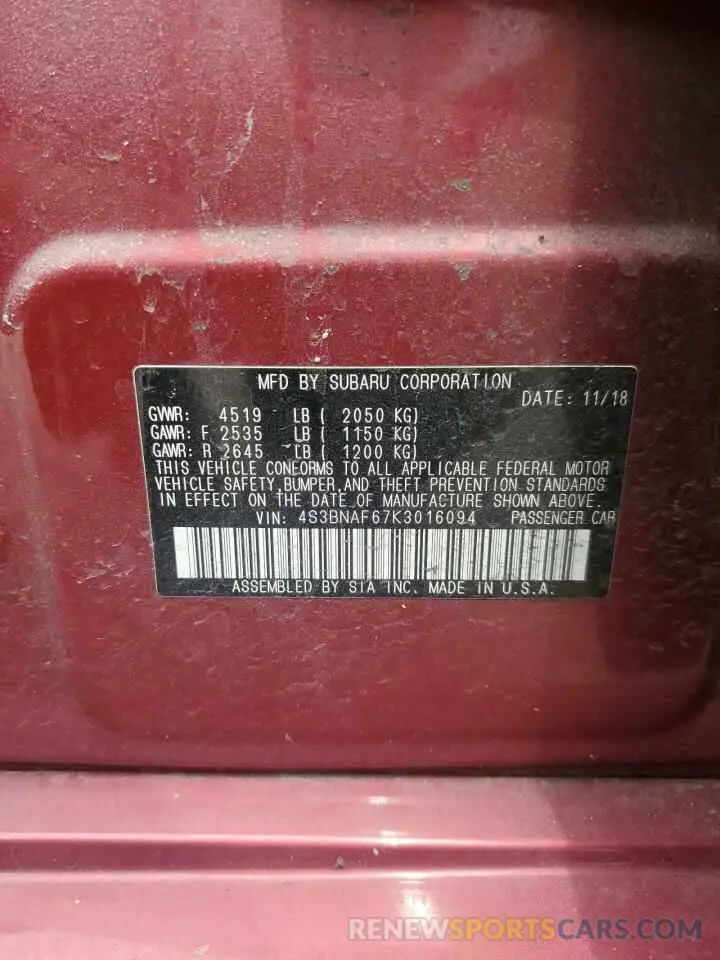 MFD BY SUBARU CORPORATION
DATE: 11/18
GVWR: 4519 LB ( 2050 KG)
GAWR: F 2535 LB ( 1150 KG)
GAWR: R 2645 LB ( 1200 KG)
THIS VEHICLE CONFORMS TO ALL APPLICABLE FEDERAL MOTOR
VEHICLE SAFETY, BUMPER, AND THEFT PREVENTION STANDARDS
IN EFFECT ON THE DATE OF MANUFACTURE SHOWN ABOVE.
VIN: 4S3BNAF67K3016094 PASSENGER CAR
ASSEMBLED BY SIA INC. MADE IN U.S.A.
RENEWSPORTSCARS.COM